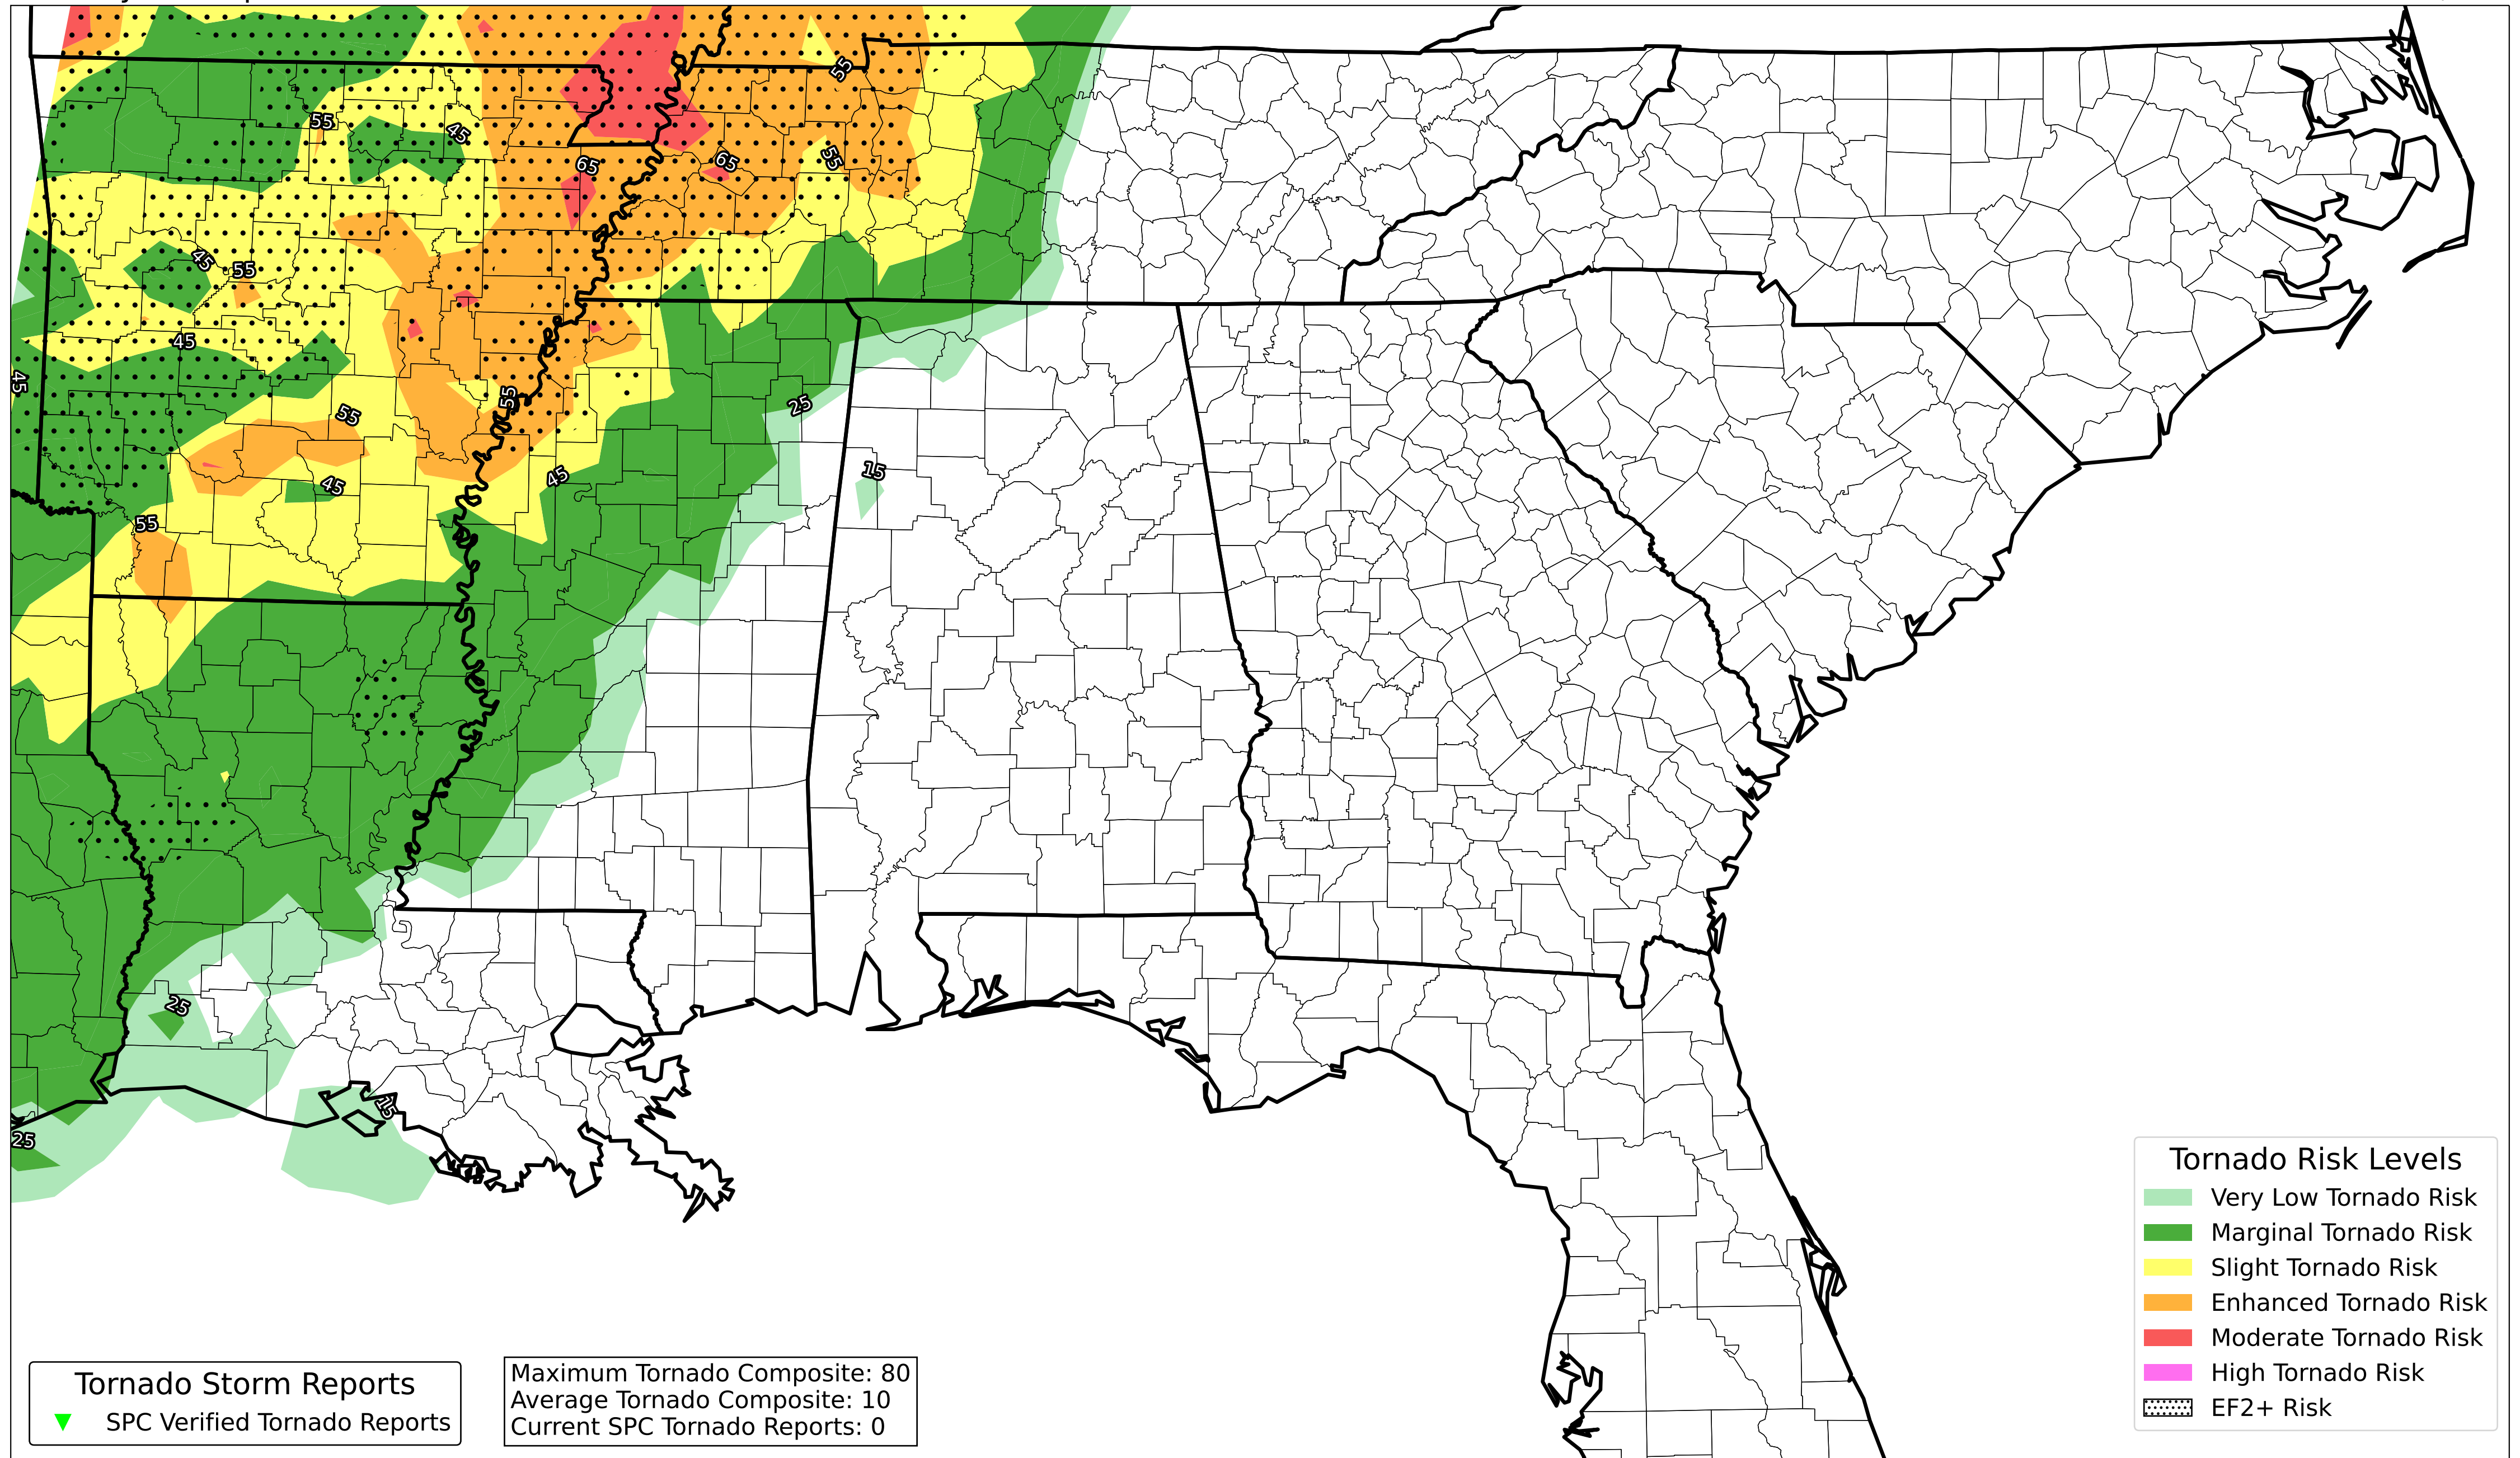 55
55
45
65
65
55
45
55
45
45
55
25
55
45
15
45
55
25
15
25
Tornado Risk Levels
Very Low Tornado Risk
Marginal Tornado Risk
Slight Tornado Risk
Enhanced Tornado Risk
Moderate Tornado Risk
High Tornado Risk
EF2+ Risk
Tornado Storm Reports
SPC Verified Tornado Reports
Maximum Tornado Composite: 80
Average Tornado Composite: 10
Current SPC Tornado Reports: 0